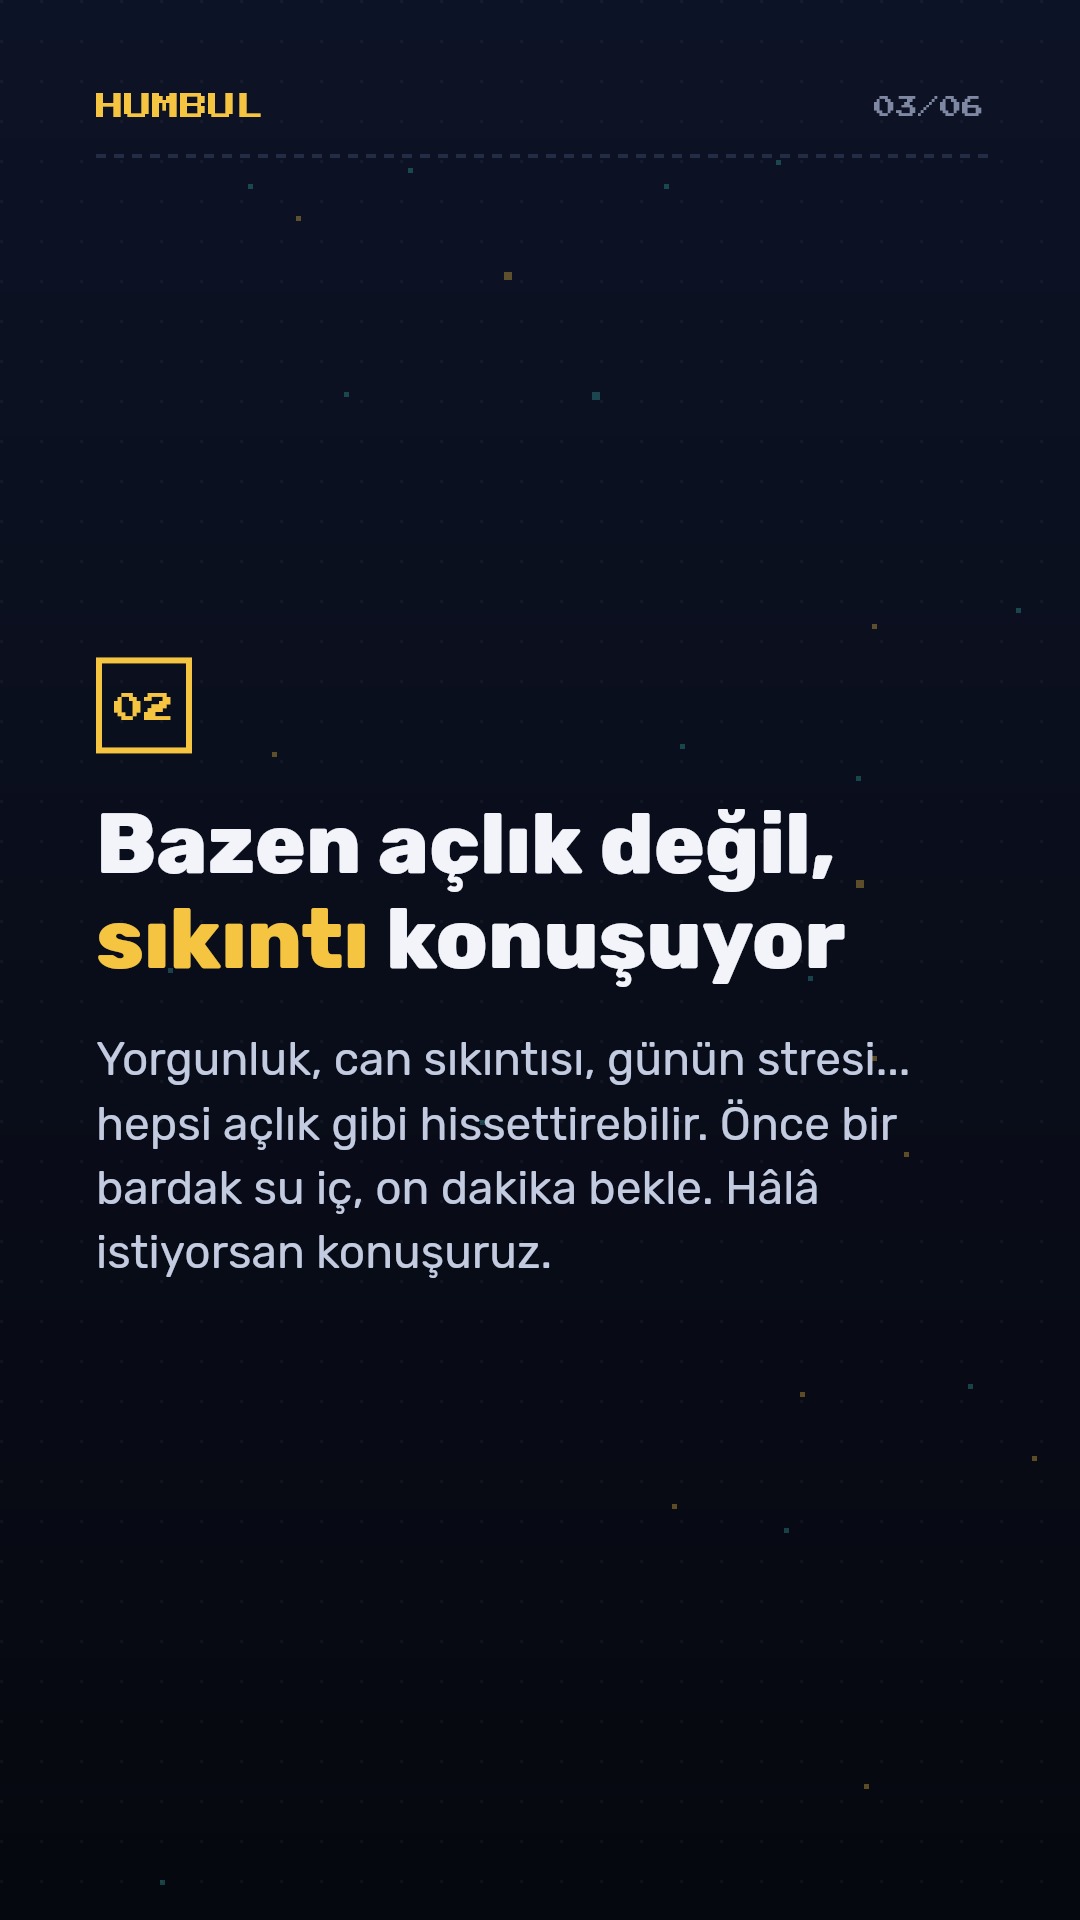 HUMBUL
03/06
02
Bazen açlık değil,
sıkıntı konuşuyor
Yorgunluk, can sıkıntısı, günün stresi...
hepsi açlık gibi hissettirebilir. Önce bir
bardak su iç, on dakika bekle. Hâlâ
istiyorsan konuşuruz.